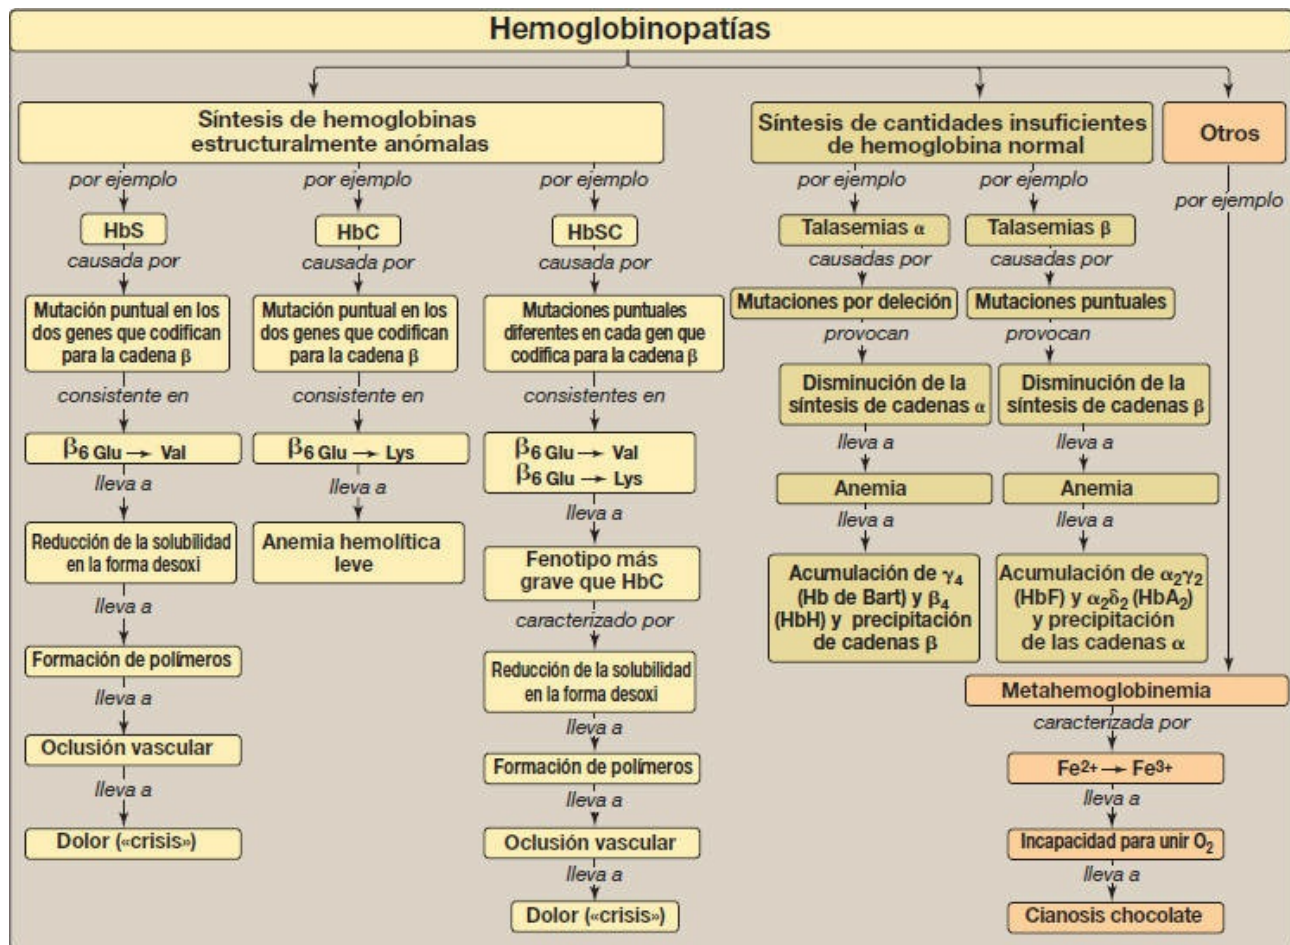 Hemoglobinopatías
Síntesis de hemoglobinas
estructuralmente anómalas
por ejemplo
HbS
causada por
Mutación puntual en los
dos genes que codifican
para la cadena β
consistente en
β6 Glu → Val
lleva a
Reducción de la solubilidad
en la forma desoxi
lleva a
Formación de polímeros
lleva a
Oclusión vascular
lleva a
Dolor («crisis»)
por ejemplo
HbC
causada por
Mutación puntual en los
dos genes que codifican
para la cadena β
consistente en
β6 Glu → Lys
lleva a
Anemia hemolítica
leve
por ejemplo
HbSC
causada por
Mutaciones puntuales
diferentes en cada gen que
codifica para la cadena β
consistentes en
β6 Glu → Val
β6 Glu → Lys
lleva a
Fenotipo más
grave que HbC
caracterizado por
Reducción de la solubilidad
en la forma desoxi
lleva a
Formación de polímeros
lleva a
Oclusión vascular
lleva a
Dolor («crisis»)
Síntesis de cantidades insuficientes
de hemoglobina normal
por ejemplo
Talasemias α
causadas por
Mutaciones por deleción
provocan
Disminución de la
síntesis de cadenas α
lleva a
Anemia
lleva a
Acumulación de γ4
(Hb de Bart) y β4
(HbH) y precipitación
de cadenas β
por ejemplo
Talasemias β
causadas por
Mutaciones puntuales
provocan
Disminución de la
síntesis de cadenas β
lleva a
Anemia
lleva a
Acumulación de α2γ2
(HbF) y α2δ2 (HbA2)
y precipitación
de las cadenas α
Otros
por ejemplo
Metahemoglobinemia
caracterizada por
Fe2+ → Fe3+
lleva a
Incapacidad para unir O2
lleva a
Cianosis chocolate